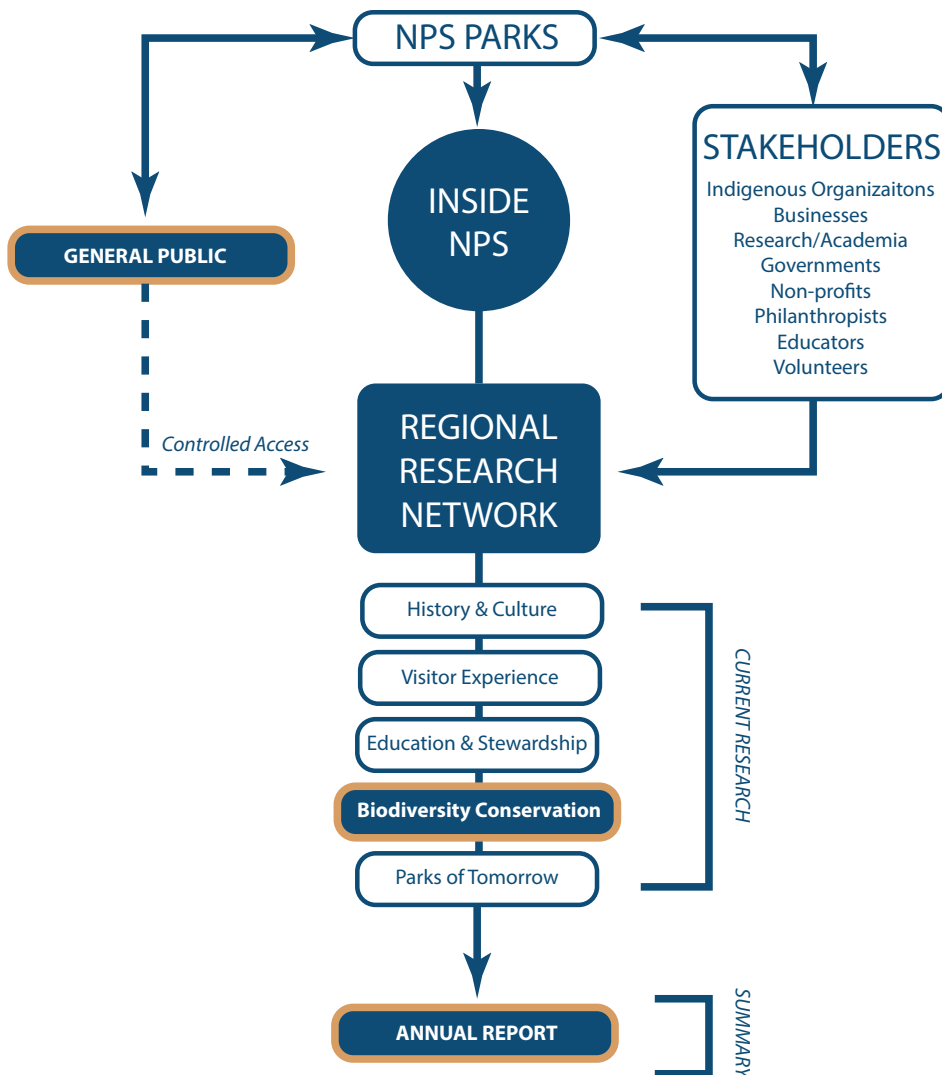 NPS PARKS
INSIDE
NPS
STAKEHOLDERS
Indigenous Organizaitons
Businesses
Research/Academia
Governments
Non-profits
Philanthropists
Educators
Volunteers
GENERAL PUBLIC
Controlled Access
REGIONAL
RESEARCH
NETWORK
History & Culture
Visitor Experience
Education & Stewardship
Biodiversity Conservation
Parks of Tomorrow
CURRENT RESEARCH
ANNUAL REPORT
SUMMARY